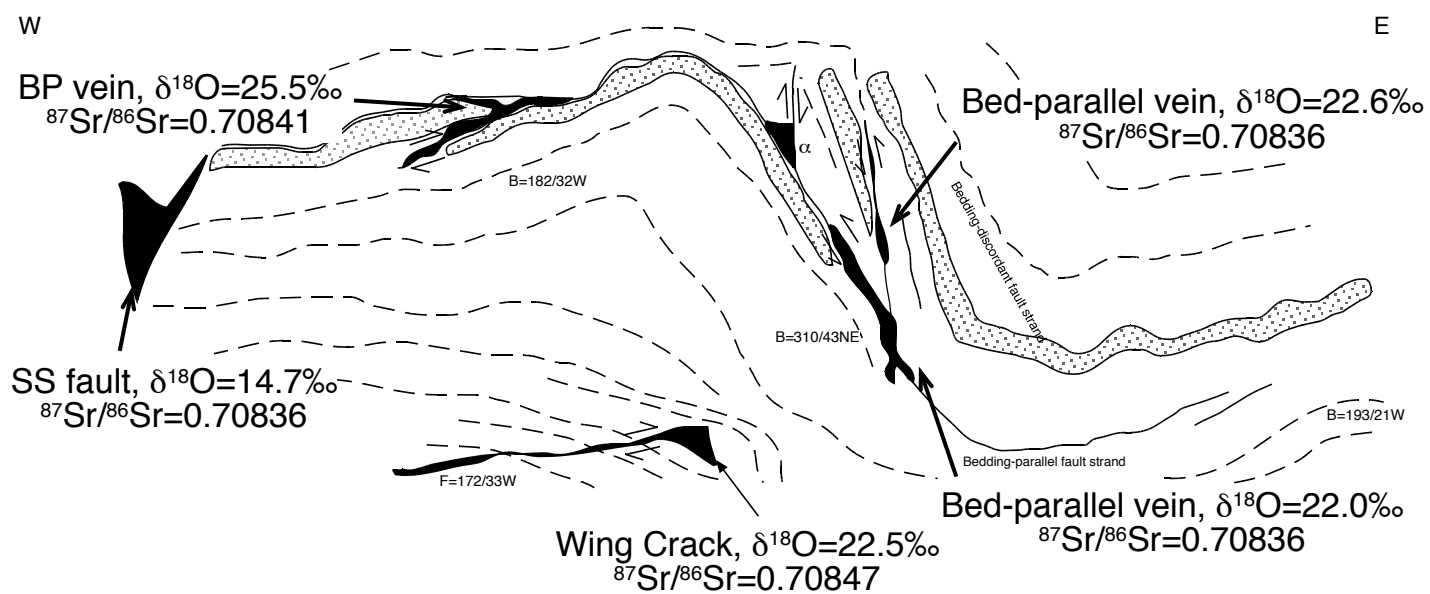 W
E
BP vein, δ¹⁸O=25.5‰
⁸⁷Sr/⁸⁶Sr=0.70841
Bed-parallel vein, δ¹⁸O=22.6‰
⁸⁷Sr/⁸⁶Sr=0.70836
α
B=182/32W
Bedding-discordant fault strand
B=310/43NE
SS fault, δ¹⁸O=14.7‰
⁸⁷Sr/⁸⁶Sr=0.70836
B=193/21W
Bedding-parallel fault strand
F=172/33W
Bed-parallel vein, δ¹⁸O=22.0‰
⁸⁷Sr/⁸⁶Sr=0.70836
Wing Crack, δ¹⁸O=22.5‰
⁸⁷Sr/⁸⁶Sr=0.70847